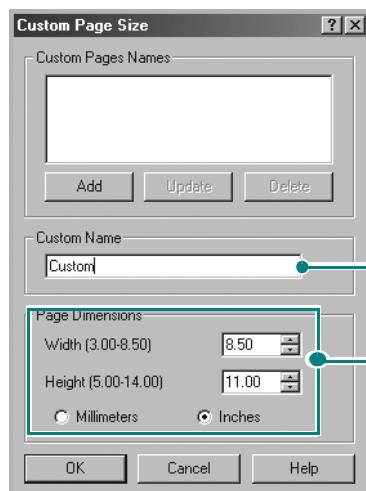 Custom Page Size ? ×
Custom Pages Names
Add Update Delete
Custom Name
Custom
Page Dimensions
Width (3.00-8.50) 8.50
Height (5.00-14.00) 11.00
Millimeters Inches
OK Cancel Help